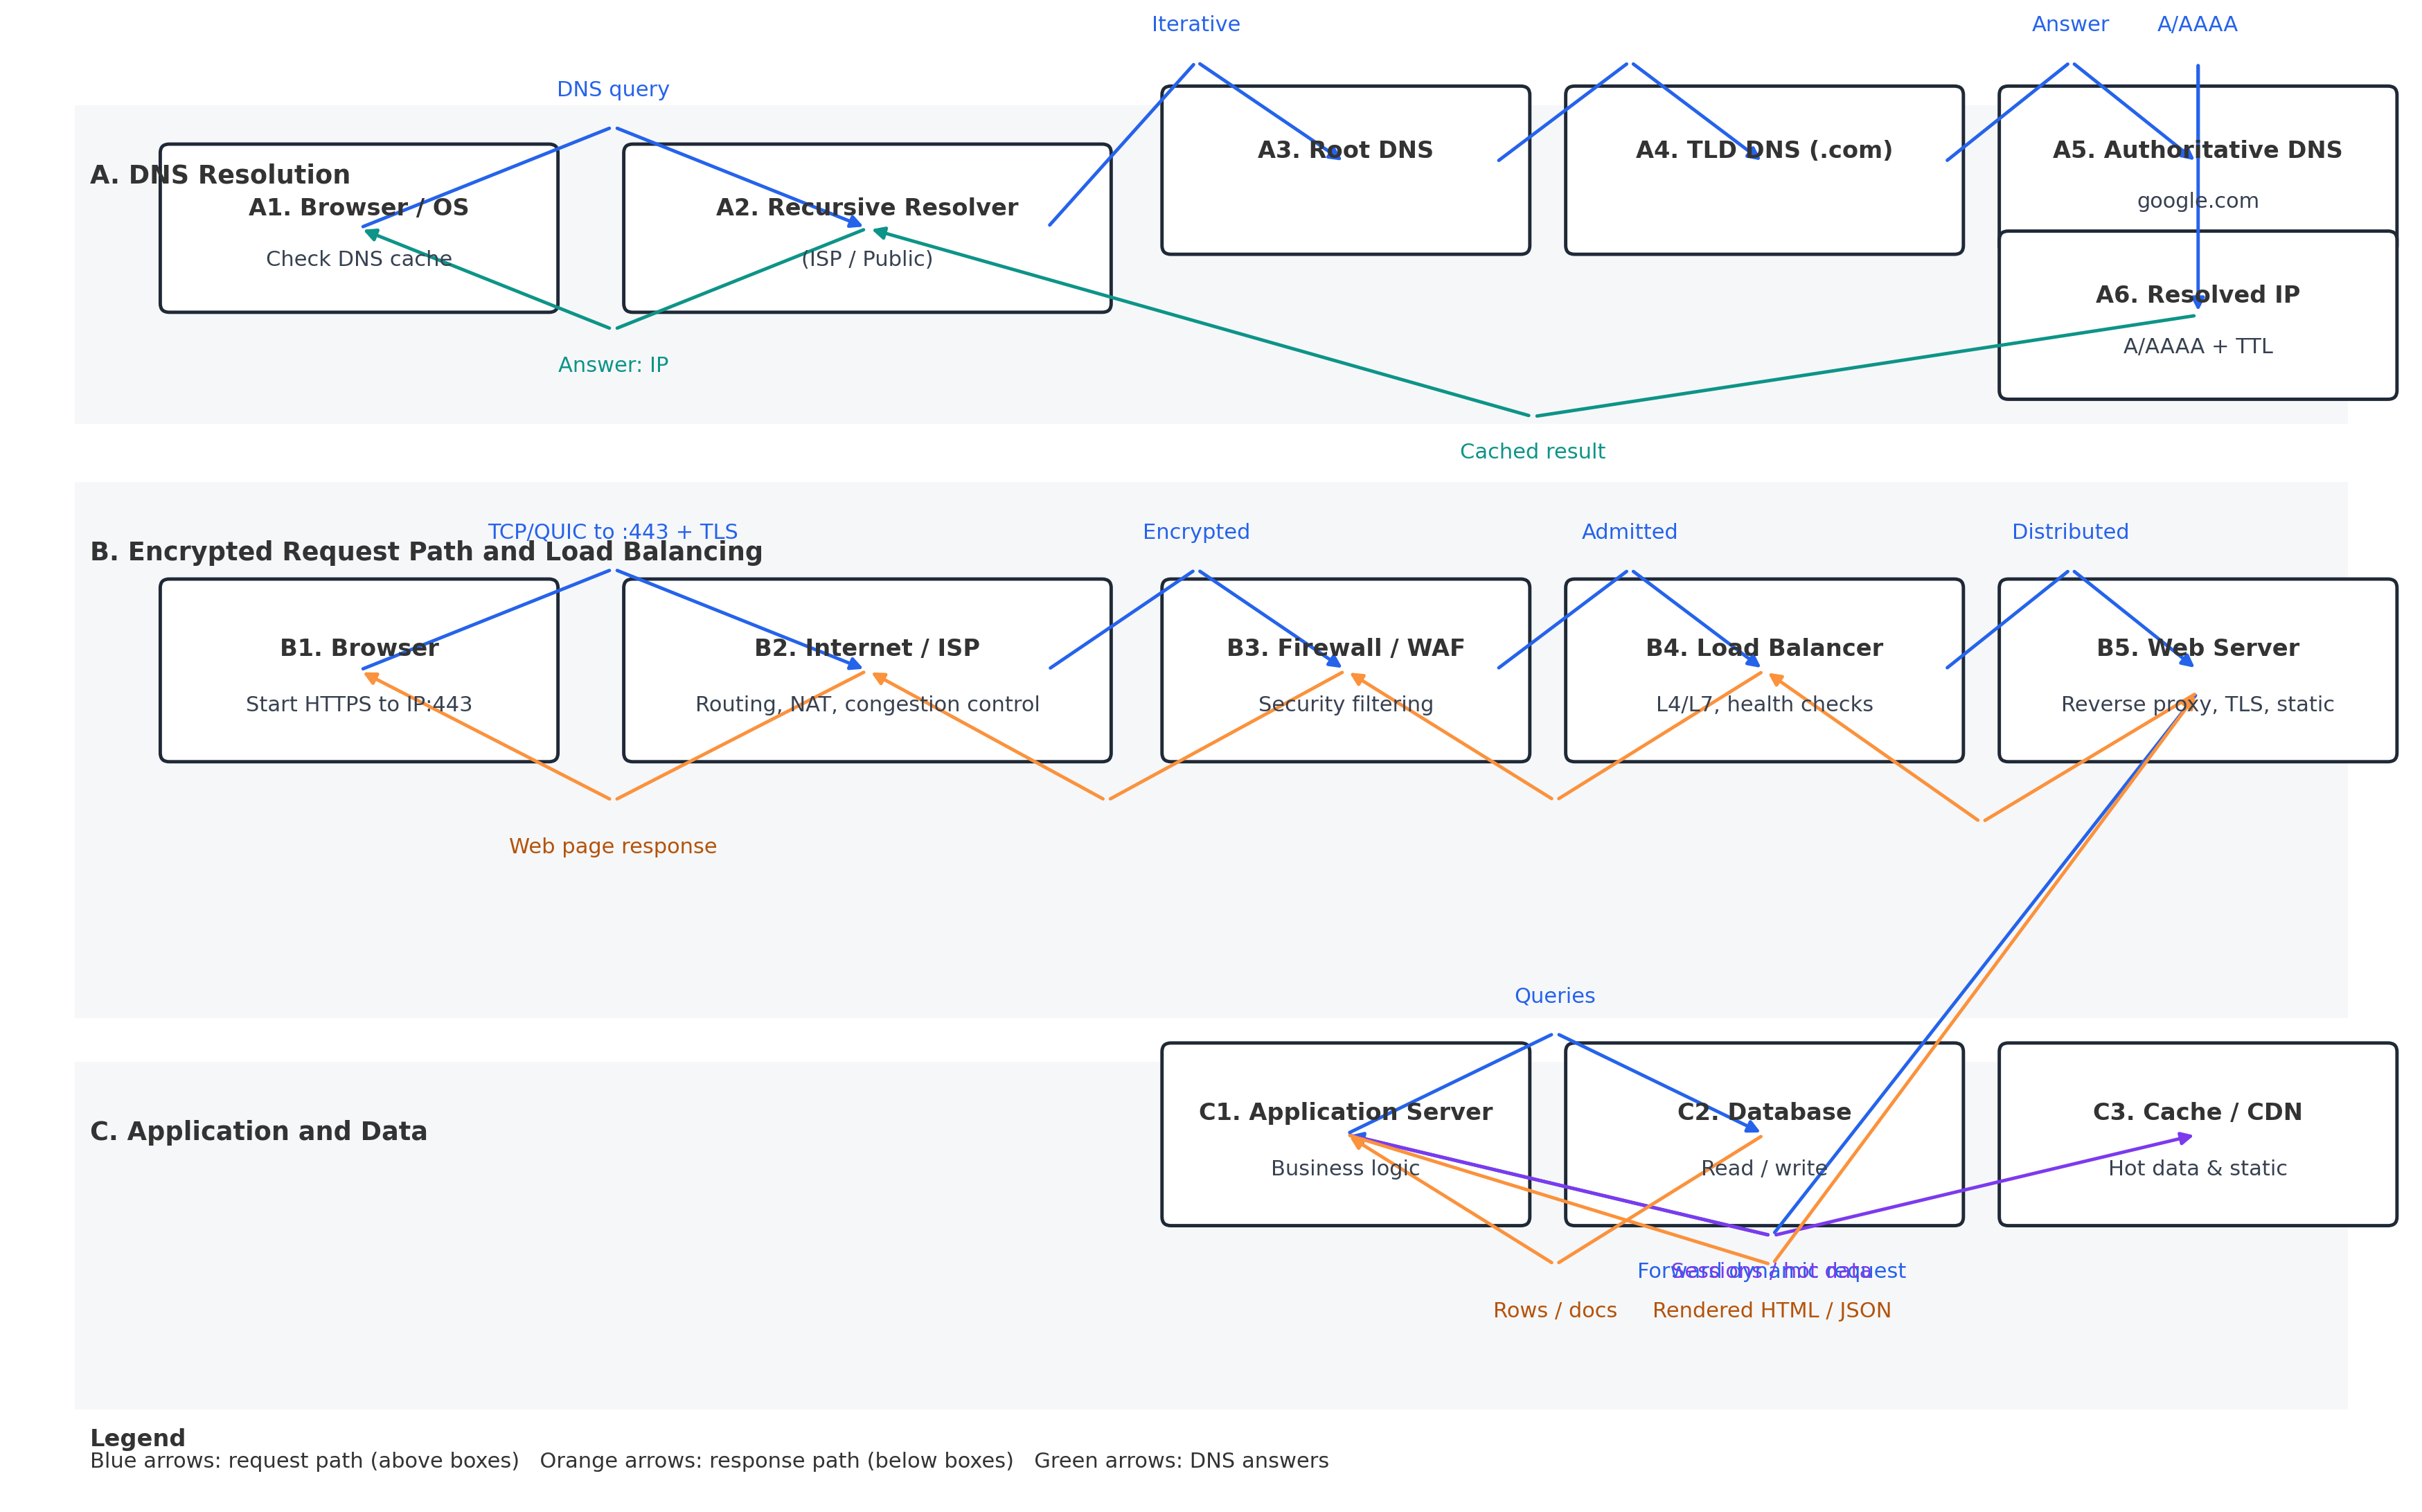 Iterative
Answer
A/AAAA
DNS query
A. DNS Resolution
A1. Browser / OS
Check DNS cache
A2. Recursive Resolver
(ISP / Public)
A3. Root DNS
A4. TLD DNS (.com)
A5. Authoritative DNS
google.com
A6. Resolved IP
A/AAAA + TTL
Answer: IP
Cached result
TCP/QUIC to :443 + TLS
Encrypted
Admitted
Distributed
B. Encrypted Request Path and Load Balancing
B1. Browser
Start HTTPS to IP:443
B2. Internet / ISP
Routing, NAT, congestion control
B3. Firewall / WAF
Security filtering
B4. Load Balancer
L4/L7, health checks
B5. Web Server
Reverse proxy, TLS, static
Web page response
Queries
C. Application and Data
C1. Application Server
Business logic
C2. Database
Read / write
C3. Cache / CDN
Hot data & static
Forward dynamic request
Sessions / hot data
Rows / docs
Rendered HTML / JSON
Legend
Blue arrows: request path (above boxes)   Orange arrows: response path (below boxes)   Green arrows: DNS answers